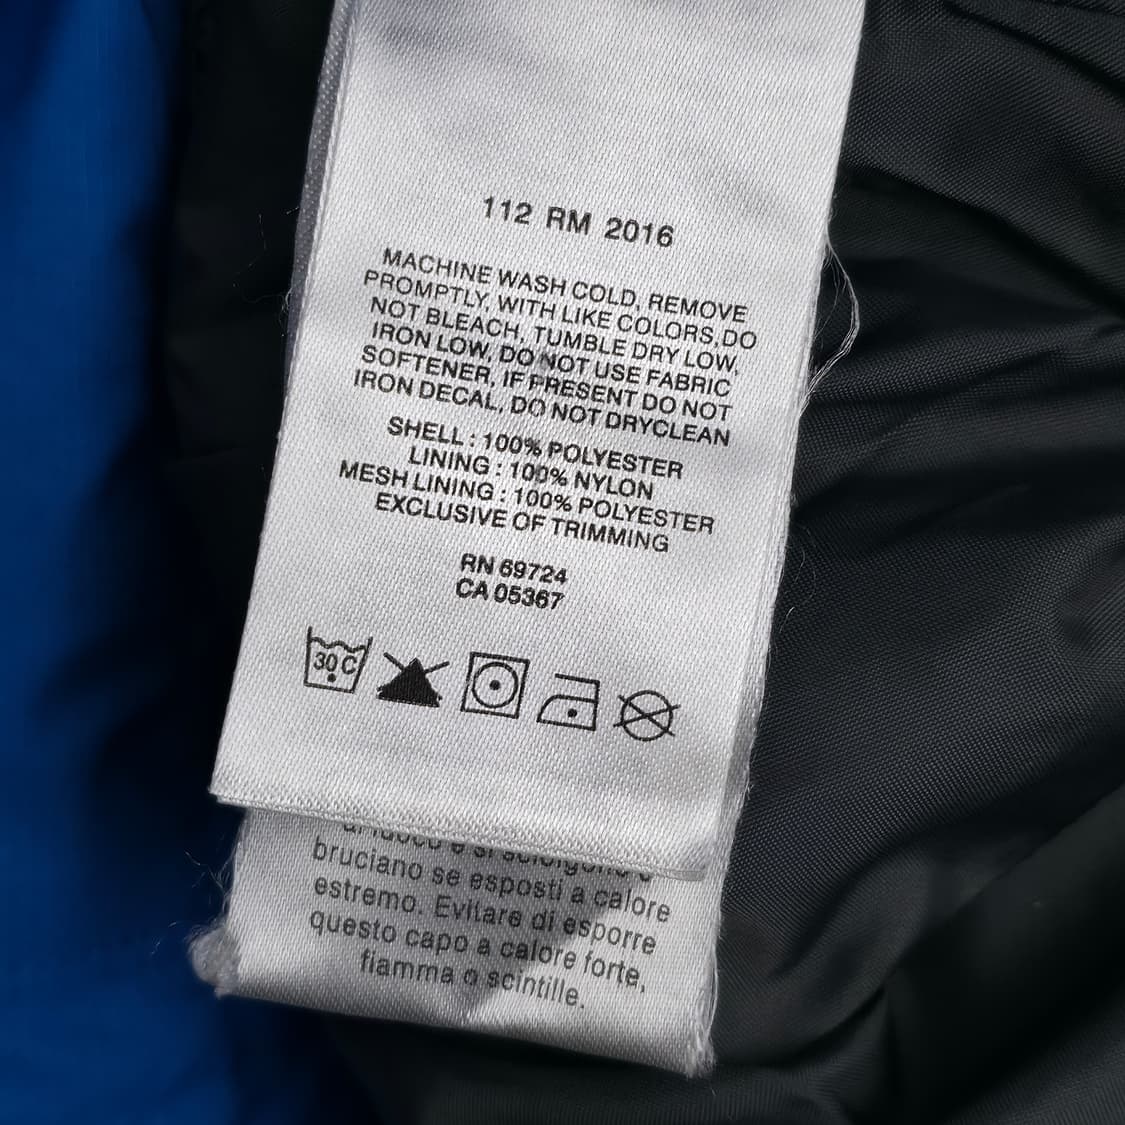 112 RM 2016
MACHINE WASH COLD, REMOVE
PROMPTLY, WITH LIKE COLORS, DO
NOT BLEACH, TUMBLE DRY LOW,
IRON LOW, DO NOT USE FABRIC
SOFTENER, IF PRESENT DO NOT
IRON DECAL, DO NOT DRYCLEAN
SHELL : 100% POLYESTER
LINING : 100% NYLON
MESH LINING : 100% POLYESTER
EXCLUSIVE OF TRIMMING
RN 69724
CA 05367
30 C
bruciano se esposti a calore
estremo. Evitare di esporre
questo capo a calore forte,
fiamma o scintille.